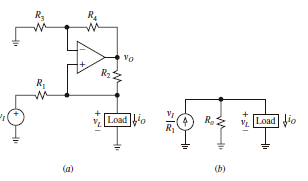 R3 R4
−
+
vO
R2
R1
vI
+
+
vL
−
Load
iO
(a)
vI
R1
Ro
+
vL
−
Load
iO
(b)